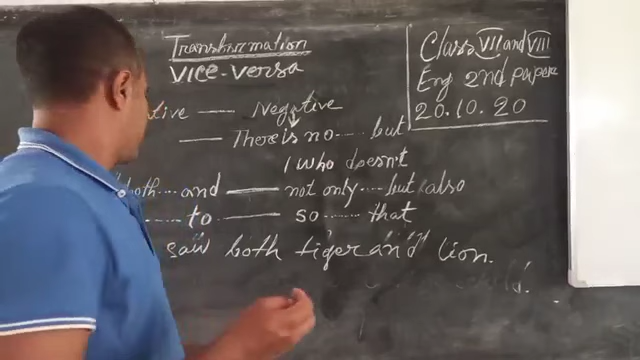 Transformation
Vice-Versa
Class VII and VIII
Eng 2nd paper
20.10.20
tive — Negative
— There is no .... but
/ who doesn't
both .... and — not only .... but also
.... to — so ...... that
saw both tiger and lion.